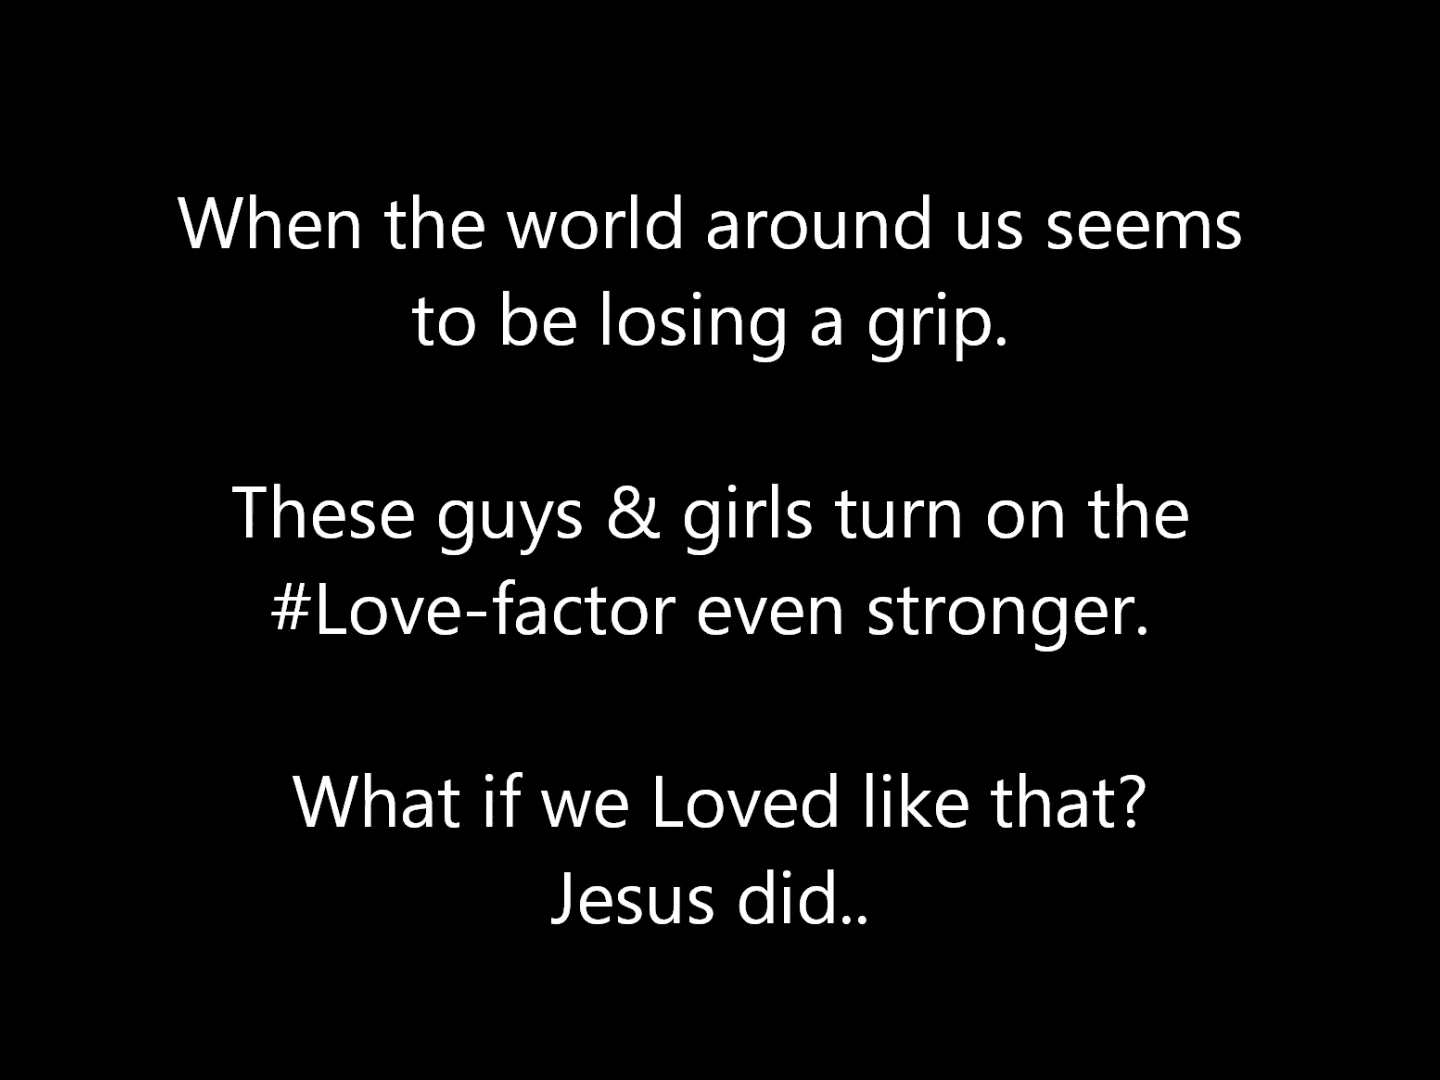 When the world around us seems
to be losing a grip.
These guys & girls turn on the
#Love-factor even stronger.
What if we Loved like that?
Jesus did..